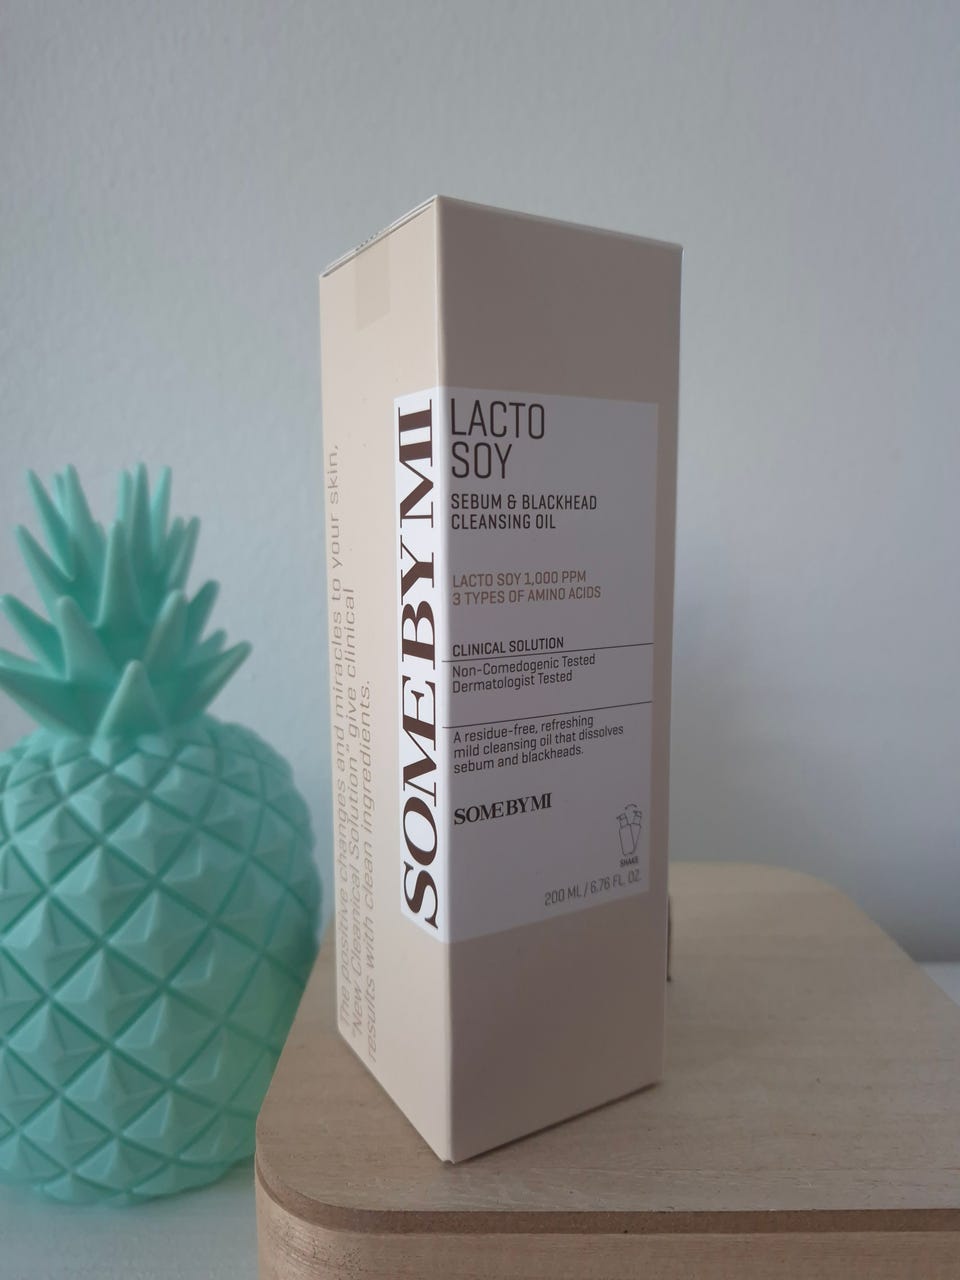 The positive changes and miracles to your skin,
"New Cleanical Solution" give clinical
results with clean ingredients.
SOMEBYMI
LACTO
SOY
SEBUM & BLACKHEAD
CLEANSING OIL
LACTO SOY 1,000 PPM
3 TYPES OF AMINO ACIDS
CLINICAL SOLUTION
Non-Comedogenic Tested
Dermatologist Tested
A residue-free, refreshing
mild cleansing oil that dissolves
sebum and blackheads.
SOME BY MI
SHAKE
200 ML / 6.76 FL. OZ.